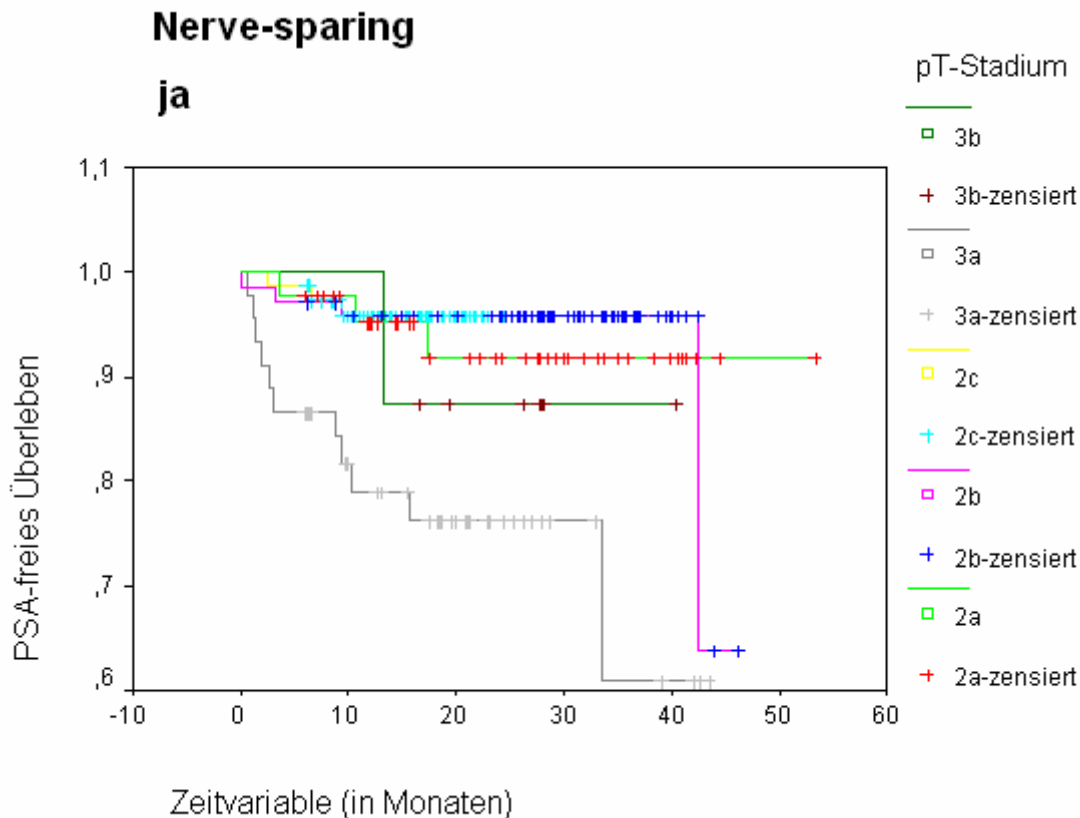 Nerve-sparing
ja
pT-Stadium
3b
3b-zensiert
3a
3a-zensiert
2c
2c-zensiert
2b
2b-zensiert
2a
2a-zensiert
PSA-freies Überleben
1,1
1,0
,9
,8
,7
,6
-10
0
10
20
30
40
50
60
Zeitvariable (in Monaten)